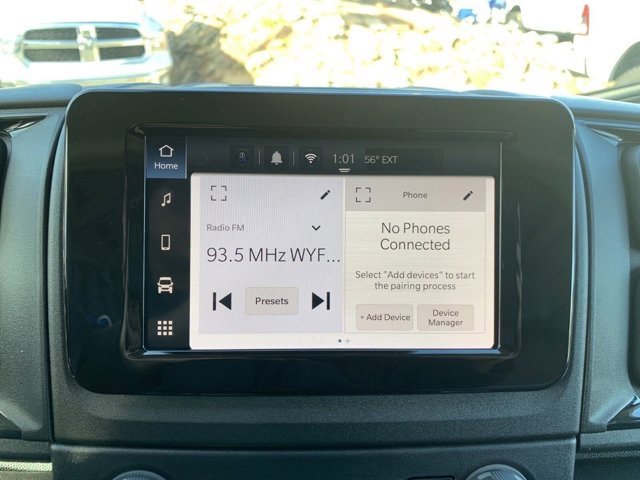 Home
1:01 56° EXT
Radio FM
93.5 MHz WYF...
Presets
Phone
No Phones
Connected
Select "Add devices" to start
the pairing process
+ Add Device
Device
Manager